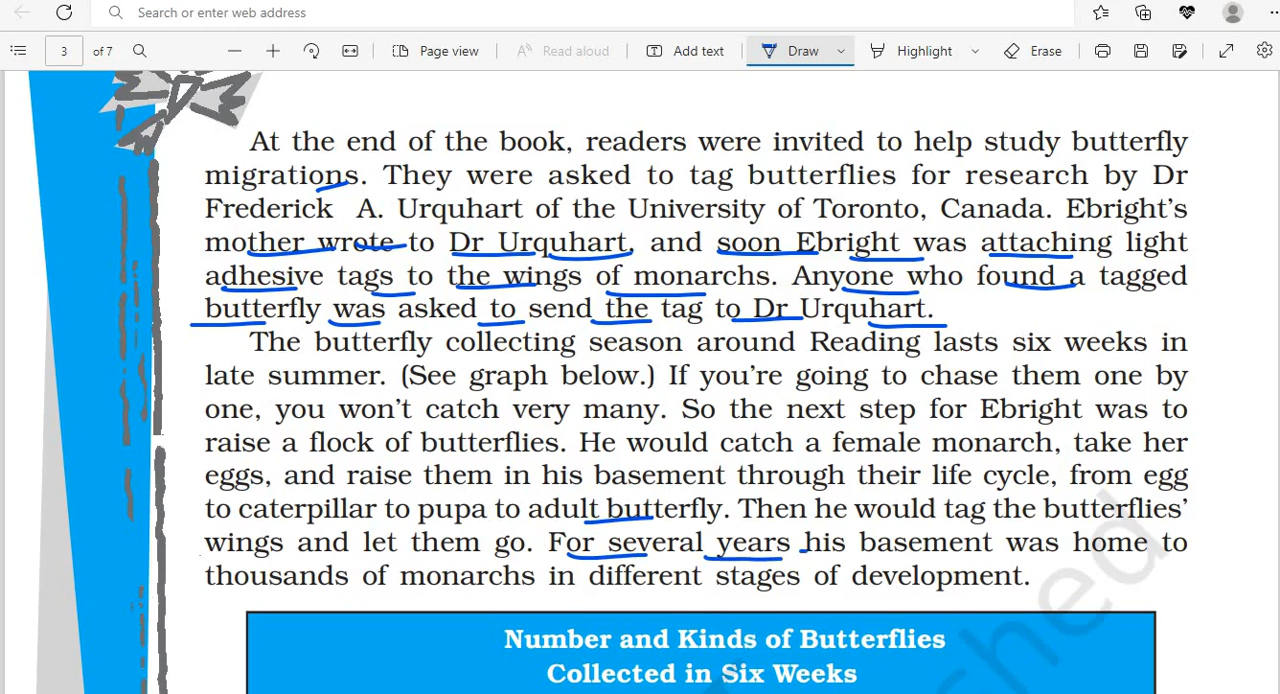 Search or enter web address
3 of 7 Page view Read aloud Add text Draw Highlight Erase
At the end of the book, readers were invited to help study butterfly
migrations. They were asked to tag butterflies for research by Dr
Frederick A. Urquhart of the University of Toronto, Canada. Ebright's
mother wrote to Dr Urquhart, and soon Ebright was attaching light
adhesive tags to the wings of monarchs. Anyone who found a tagged
butterfly was asked to send the tag to Dr Urquhart.
The butterfly collecting season around Reading lasts six weeks in
late summer. (See graph below.) If you're going to chase them one by
one, you won't catch very many. So the next step for Ebright was to
raise a flock of butterflies. He would catch a female monarch, take her
eggs, and raise them in his basement through their life cycle, from egg
to caterpillar to pupa to adult butterfly. Then he would tag the butterflies'
wings and let them go. For several years his basement was home to
thousands of monarchs in different stages of development.
Number and Kinds of Butterflies
Collected in Six Weeks